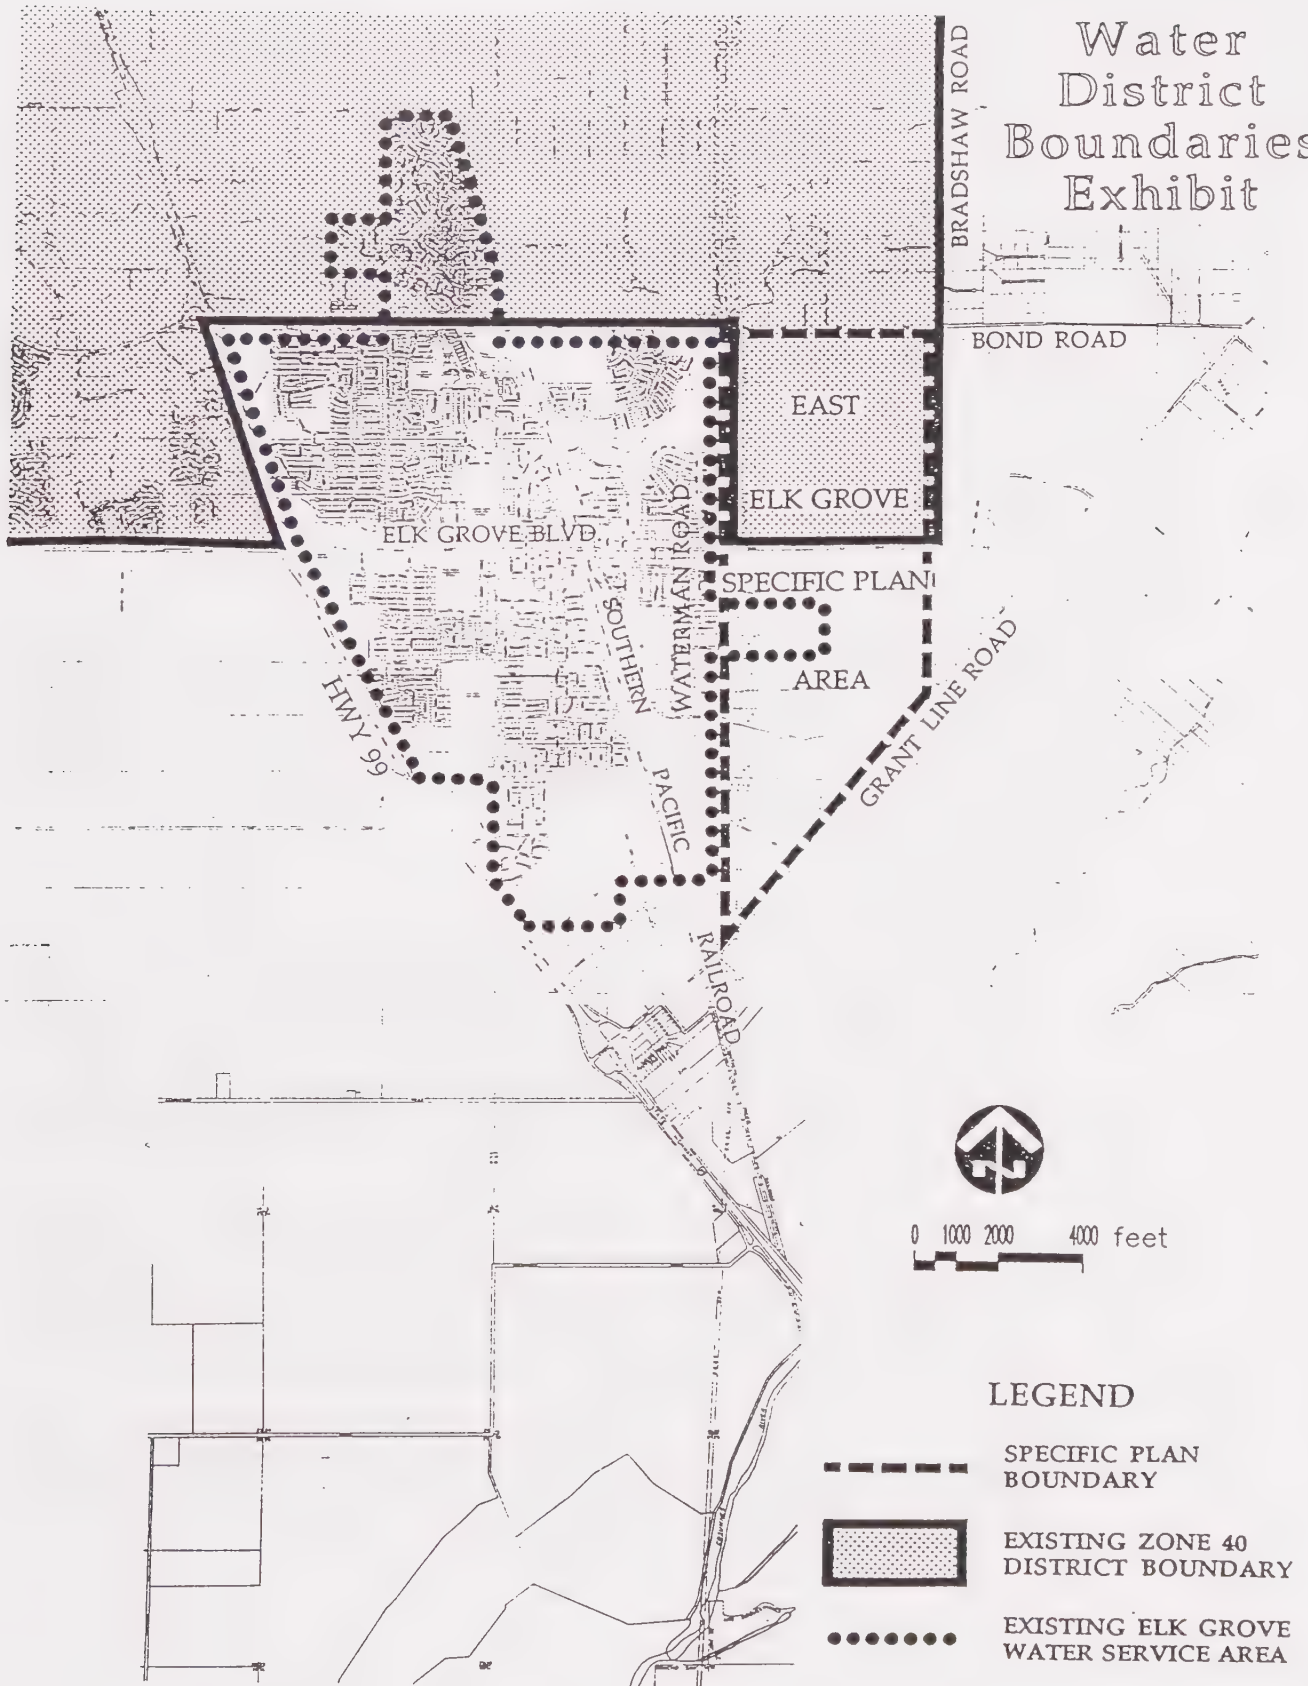 Water
District
Boundaries
Exhibit
BRADSHAW ROAD
BOND ROAD
EAST
ELK GROVE
SPECIFIC PLAN
AREA
ELK GROVE BLVD.
WATERMAN ROAD
SOUTHERN
PACIFIC
RAILROAD
HWY 99
GRANT LINE ROAD
N
0 1000 2000 4000 feet
LEGEND
SPECIFIC PLAN
BOUNDARY
EXISTING ZONE 40
DISTRICT BOUNDARY
EXISTING ELK GROVE
WATER SERVICE AREA